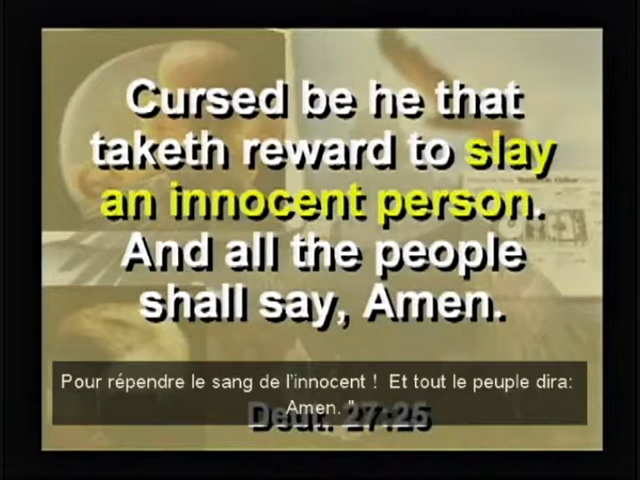 Cursed be he that
taketh reward to slay
an innocent person.
And all the people
shall say, Amen.
Pour répendre le sang de l'innocent ! Et tout le peuple dira:
Amen. "
Deut. 27:25